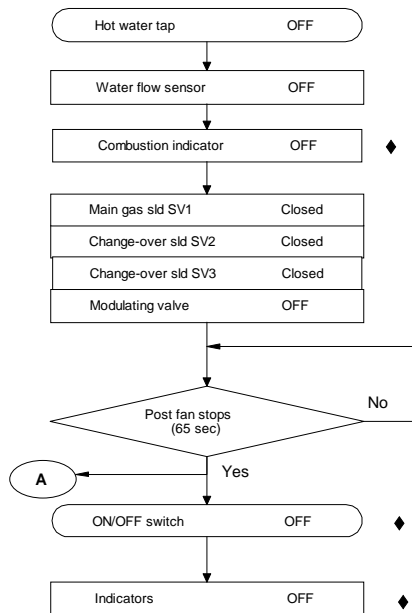 Hot water tap OFF
Water flow sensor OFF
Combustion indicator OFF
Main gas sld SV1 Closed
Change-over sld SV2 Closed
Change-over sld SV3 Closed
Modulating valve OFF
Post fan stops
(65 sec)
No
A
Yes
ON/OFF switch OFF
Indicators OFF